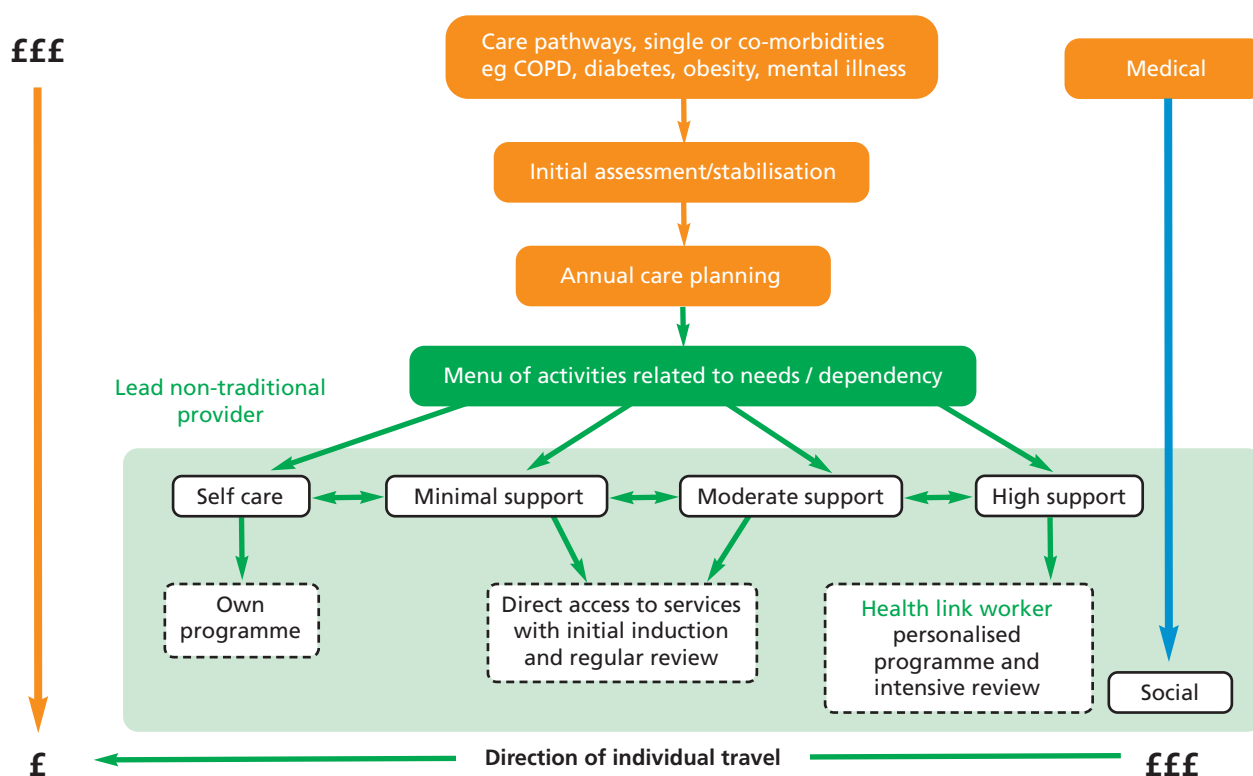 £££
Care pathways, single or co-morbidities
eg COPD, diabetes, obesity, mental illness
Medical
Initial assessment/stabilisation
Annual care planning
Menu of activities related to needs / dependency
Lead non-traditional
provider
Self care
Minimal support
Moderate support
High support
Own
programme
Direct access to services
with initial induction
and regular review
Health link worker
personalised
programme and
intensive review
Social
£
Direction of individual travel
£££